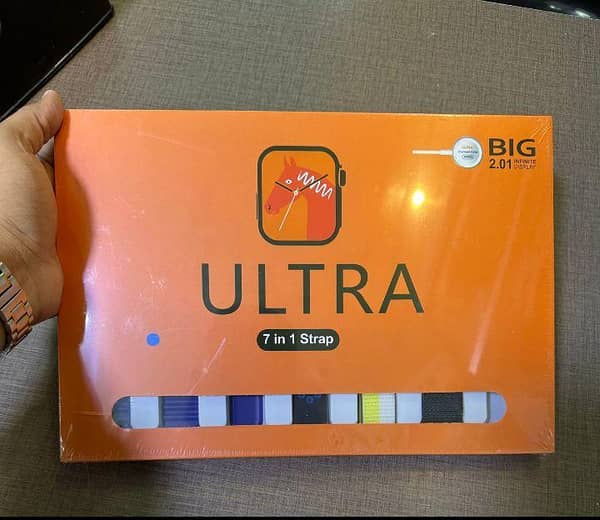 BIG
2.01 INFINITE
DISPLAY
ULTRA
7 in 1 Strap